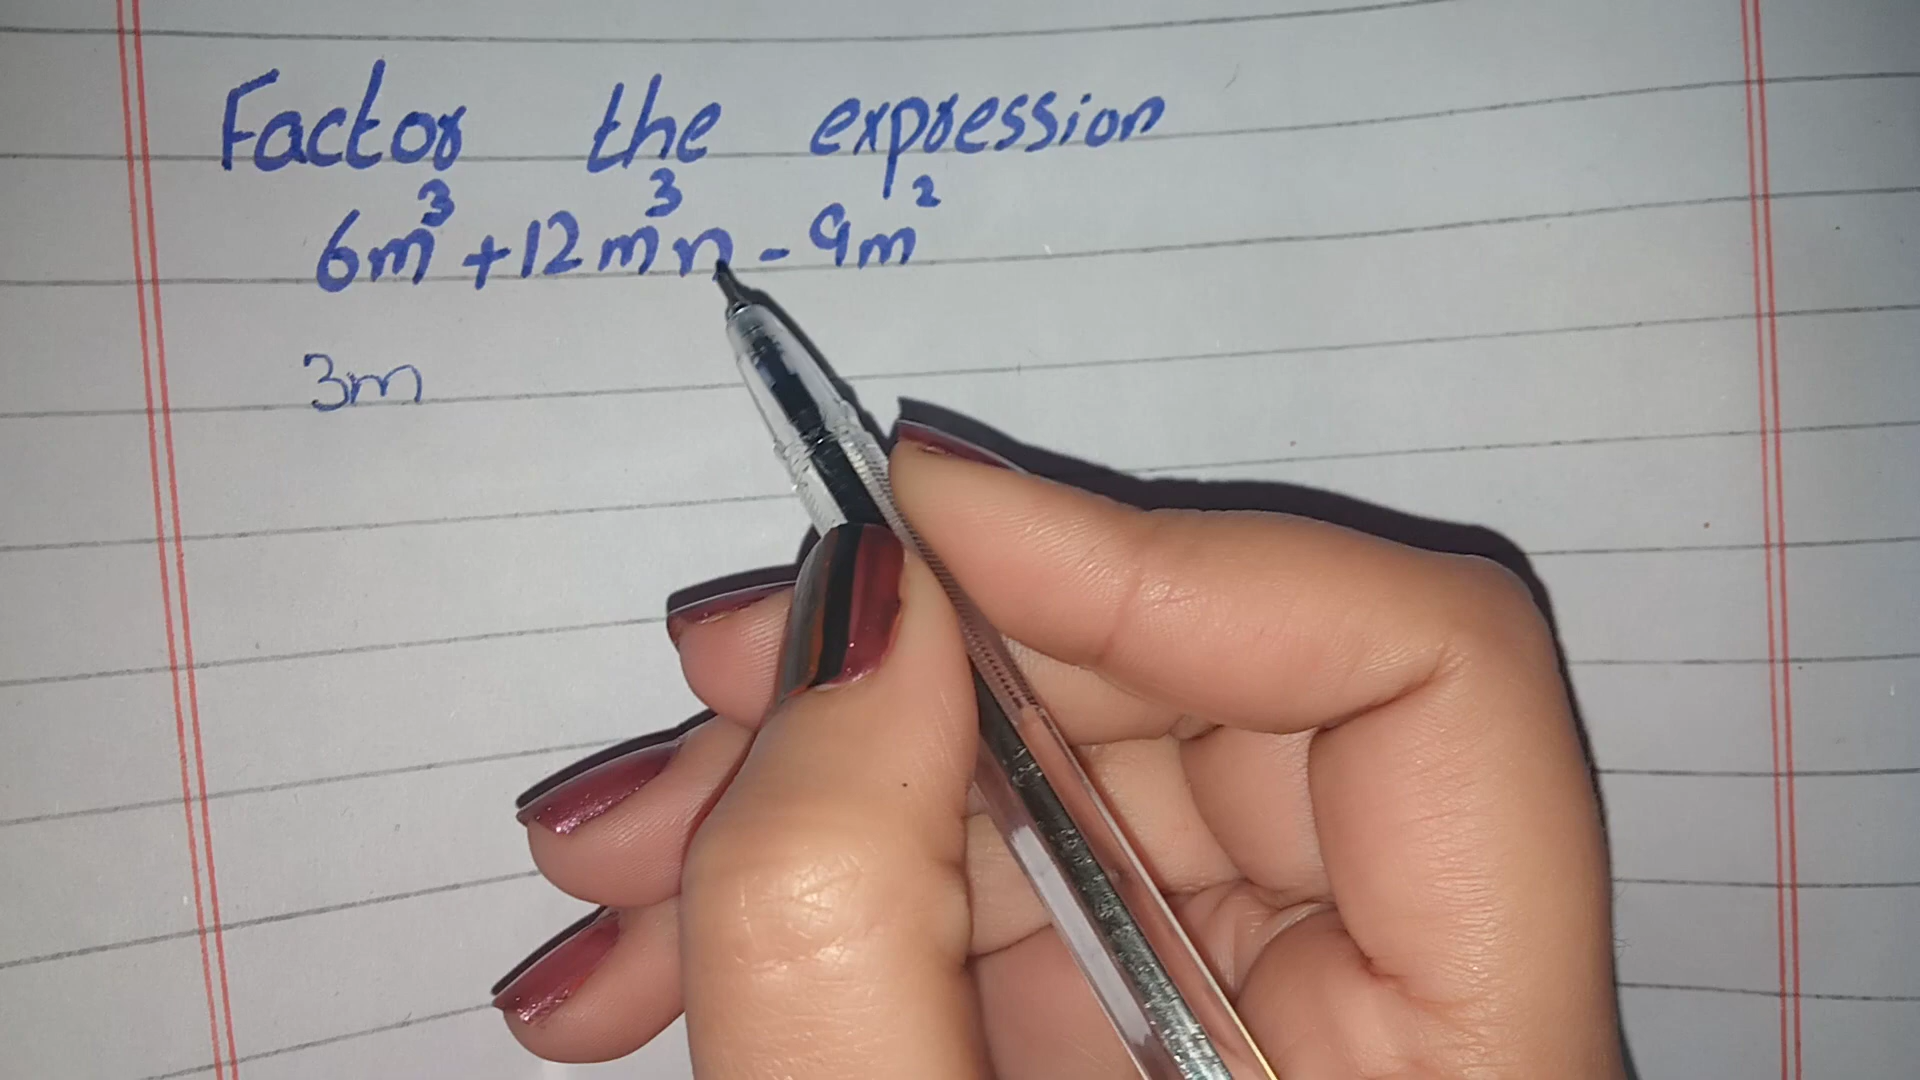 Factor the expression
6m³ + 12m³n - 9m²
3m